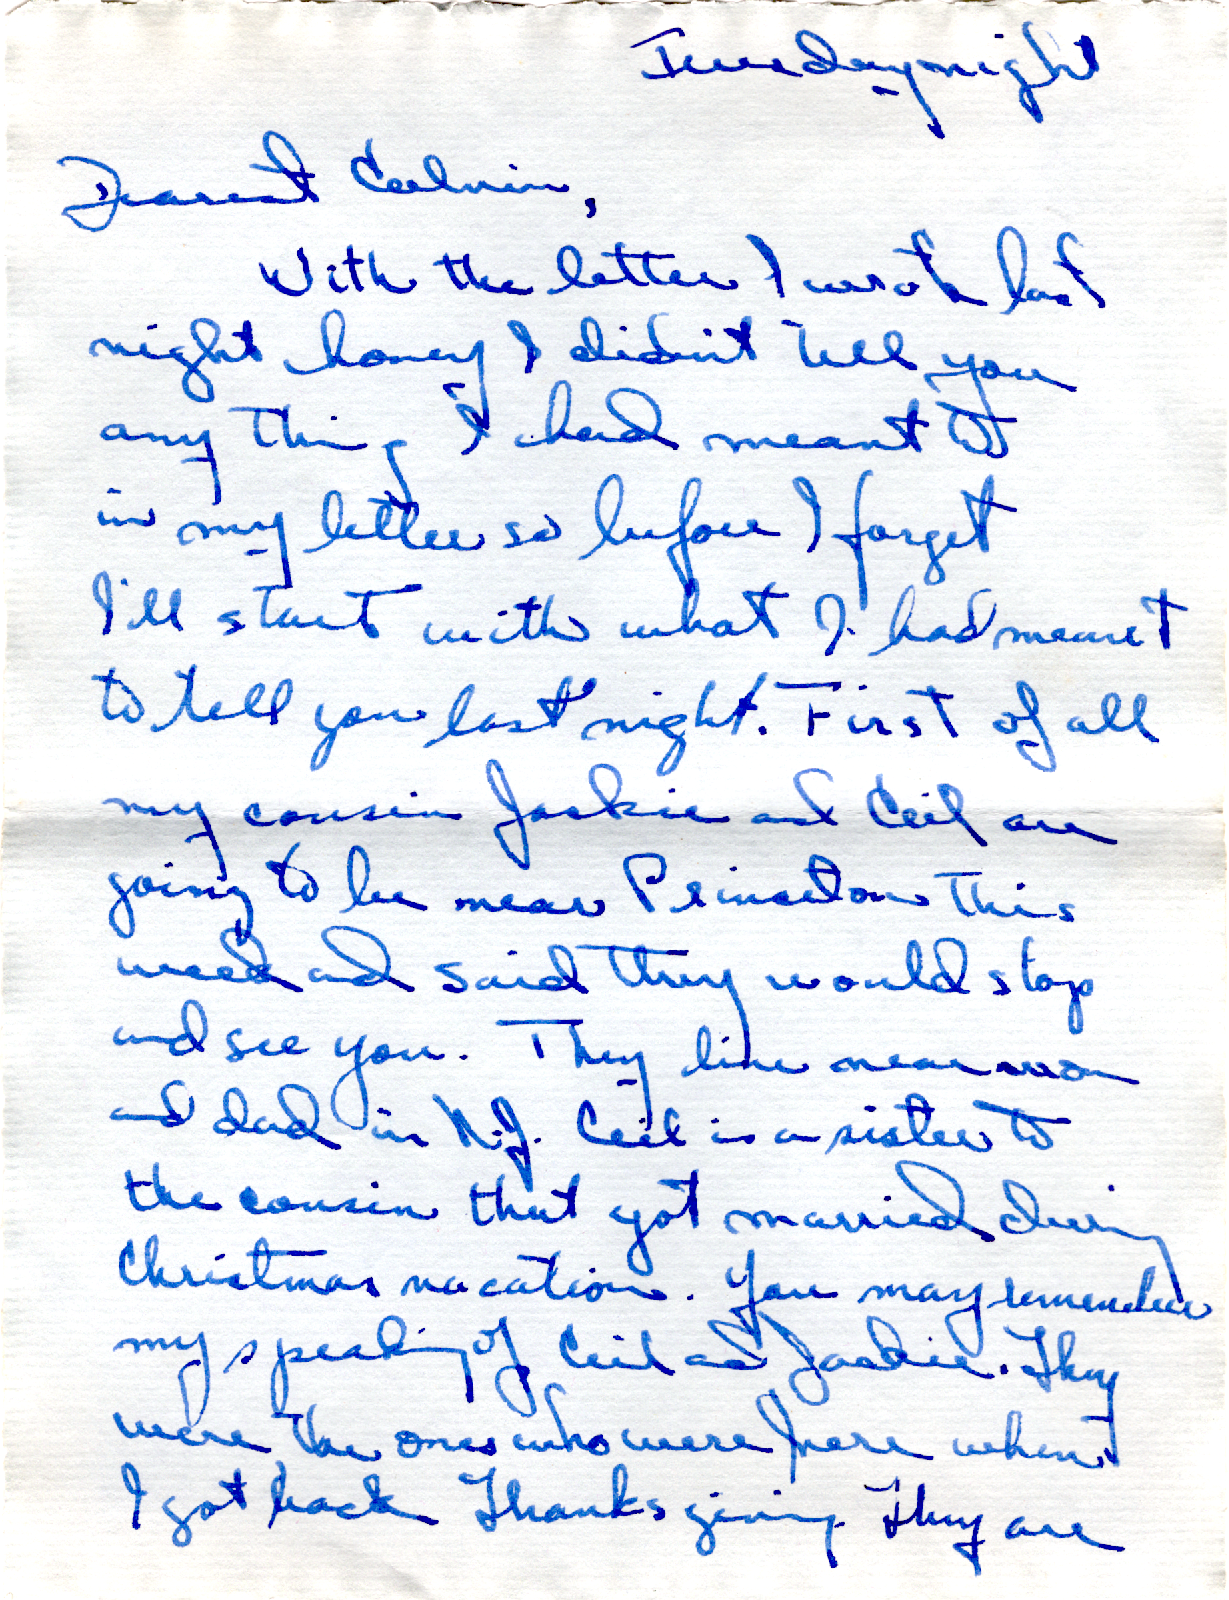 Tuesday night
Dearest Calvin,
With the letter I wrote last
night honey I didn't tell you
any thing I had meant to
in my letter so before I forget
I'll start with what I had meant
to tell you last night. First of all
my cousin Jackie and Ceil are
going to be near Princeton this
week and said they would stop
and see you. They live near mom
and dad in N.J. Ceil is a sister to
the cousin that got married during
Christmas vacation. You may remember
my speaking of Ceil and Jackie. They
were the ones who were here when
I got back Thanksgiving. They are